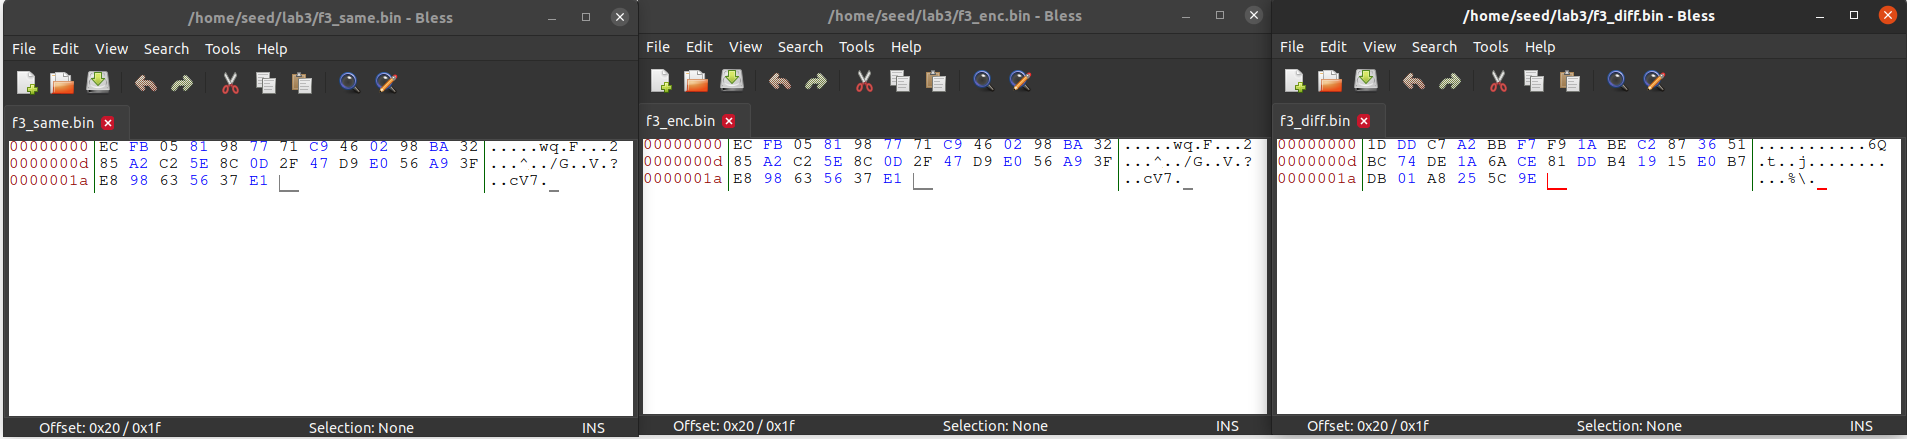 /home/seed/lab3/f3_same.bin - Bless
File Edit View Search Tools Help
f3_same.bin
00000000 EC FB 05 81 98 77 71 C9 46 02 98 BA 32 .....wq.F...2
0000000d 85 A2 C2 5E 8C 0D 2F 47 D9 E0 56 A9 3F ...^../G..V.?
0000001a E8 98 63 56 37 E1 ..cV7.
Offset: 0x20 / 0x1f Selection: None INS
/home/seed/lab3/f3_enc.bin - Bless
File Edit View Search Tools Help
f3_enc.bin
00000000 EC FB 05 81 98 77 71 C9 46 02 98 BA 32 .....wq.F...2
0000000d 85 A2 C2 5E 8C 0D 2F 47 D9 E0 56 A9 3F ...^../G..V.?
0000001a E8 98 63 56 37 E1 ..cV7.
Offset: 0x20 / 0x1f Selection: None INS
/home/seed/lab3/f3_diff.bin - Bless
File Edit View Search Tools Help
f3_diff.bin
00000000 1D DD C7 A2 BB F7 F9 1A BE C2 87 36 51 ...........6Q
0000000d BC 74 DE 1A 6A CE 81 DD B4 19 15 E0 B7 .t..j........
0000001a DB 01 A8 25 5C 9E ...%\.
Offset: 0x20 / 0x1f Selection: None INS